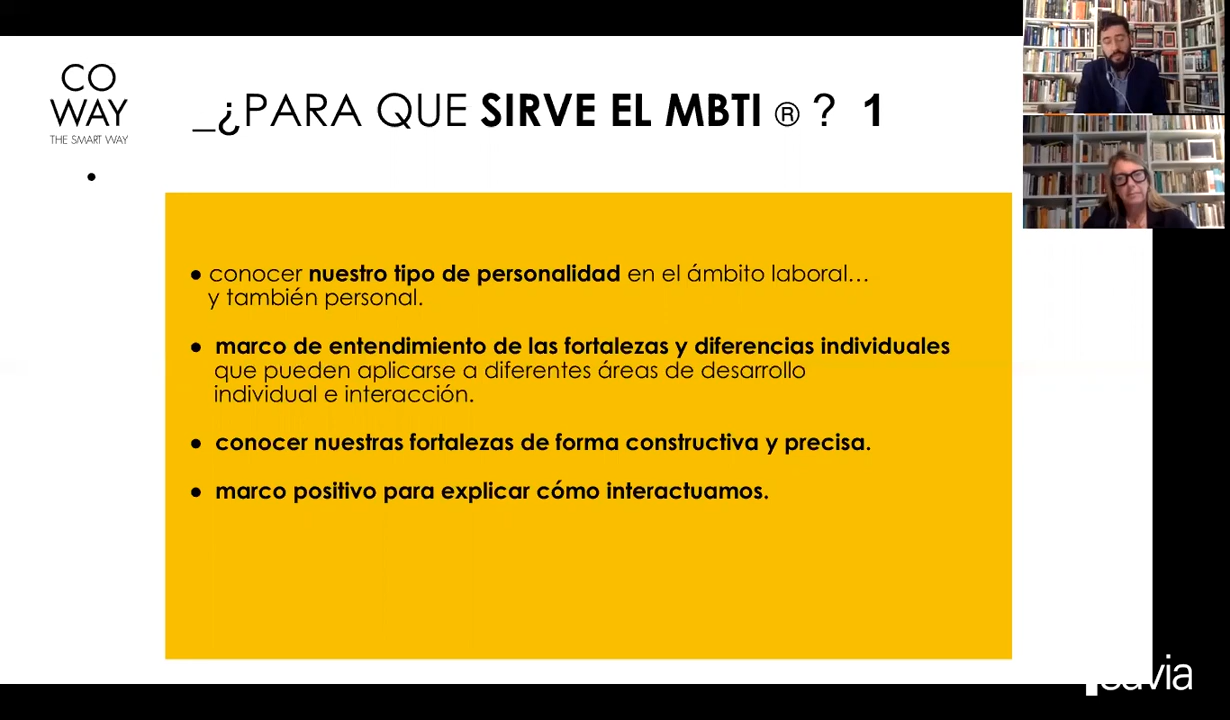 CO
WAY
THE SMART WAY
_¿PARA QUE SIRVE EL MBTI ® ? 1
•
● conocer nuestro tipo de personalidad en el ámbito laboral…
y también personal.
● marco de entendimiento de las fortalezas y diferencias individuales
que pueden aplicarse a diferentes áreas de desarrollo
individual e interacción.
● conocer nuestras fortalezas de forma constructiva y precisa.
● marco positivo para explicar cómo interactuamos.